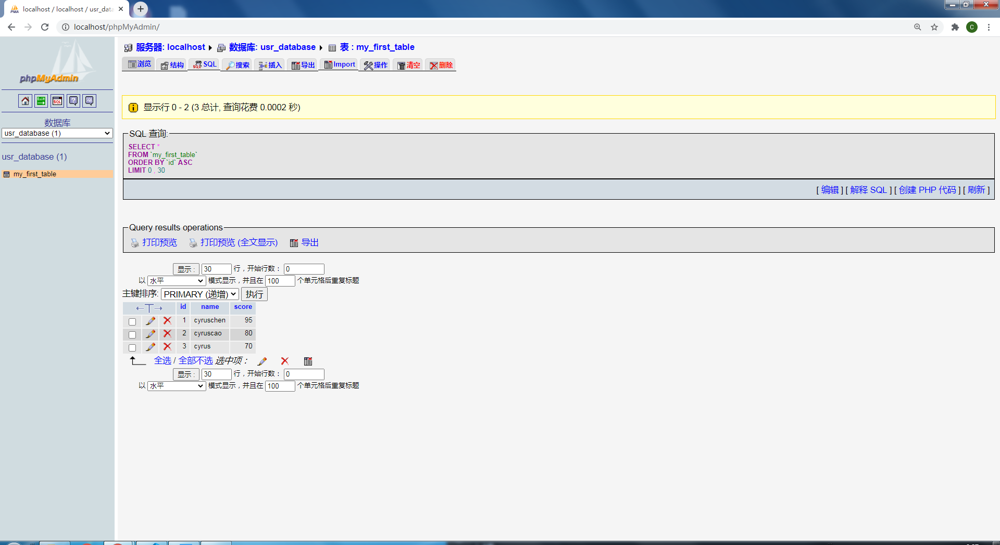 localhost / localhost / usr_data
localhost/phpMyAdmin/
C
phpMyAdmin
Exit
SQL
?
SQL
数据库
usr_database (1)
usr_database (1)
my_first_table
服务器: localhost 数据库: usr_database 表 : my_first_table
浏览 结构 SQL 搜索 插入 导出 Import 操作 清空 删除
显示行 0 - 2 (3 总计, 查询花费 0.0002 秒)
SQL 查询:
SELECT *
FROM `my_first_table`
ORDER BY `id` ASC
LIMIT 0 , 30
[ 编辑 ] [ 解释 SQL ] [ 创建 PHP 代码 ] [ 刷新 ]
Query results operations
打印预览 打印预览 (全文显示) 导出
显示 : 30 行，开始行数： 0
以 水平 模式显示，并且在 100 个单元格后重复标题
主键排序: PRIMARY (递增) 执行
←T→ id name score
1 cyruschen 95
2 cyruscao 80
3 cyrus 70
全选 / 全部不选 选中项：
显示 : 30 行，开始行数： 0
以 水平 模式显示，并且在 100 个单元格后重复标题